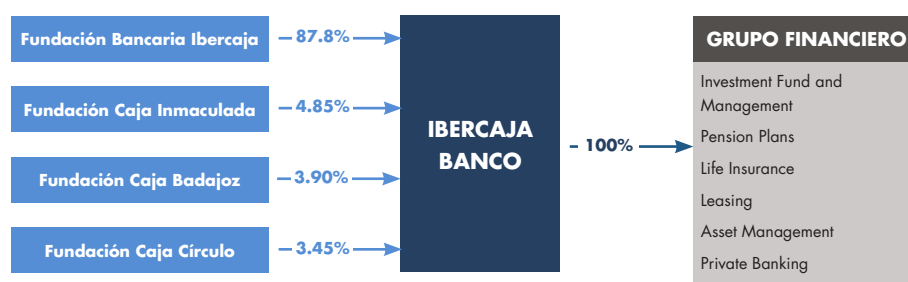 Fundación Bancaria Ibercaja
87.8%
Fundación Caja Inmaculada
4.85%
Fundación Caja Badajoz
3.90%
Fundación Caja Círculo
3.45%
IBERCAJA
BANCO
100%
GRUPO FINANCIERO
Investment Fund and
Management
Pension Plans
Life Insurance
Leasing
Asset Management
Private Banking